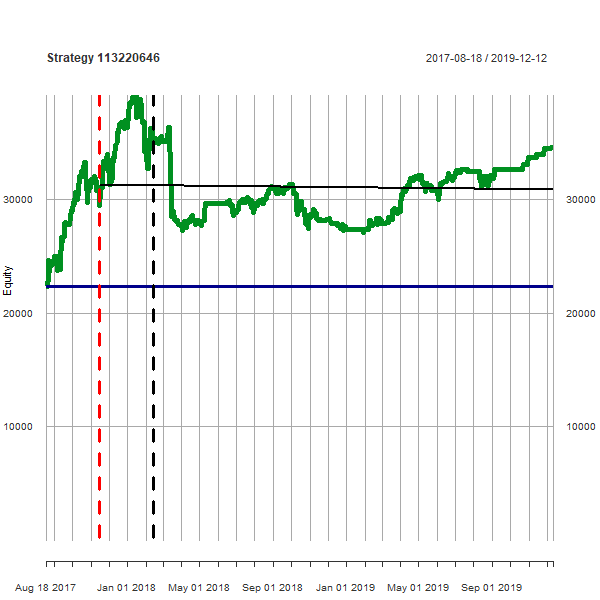 Strategy 113220646
2017-08-18 / 2019-12-12
30000
30000
20000
20000
10000
10000
Equity
Aug 18 2017
Jan 01 2018
May 01 2018
Sep 01 2018
Jan 01 2019
May 01 2019
Sep 01 2019